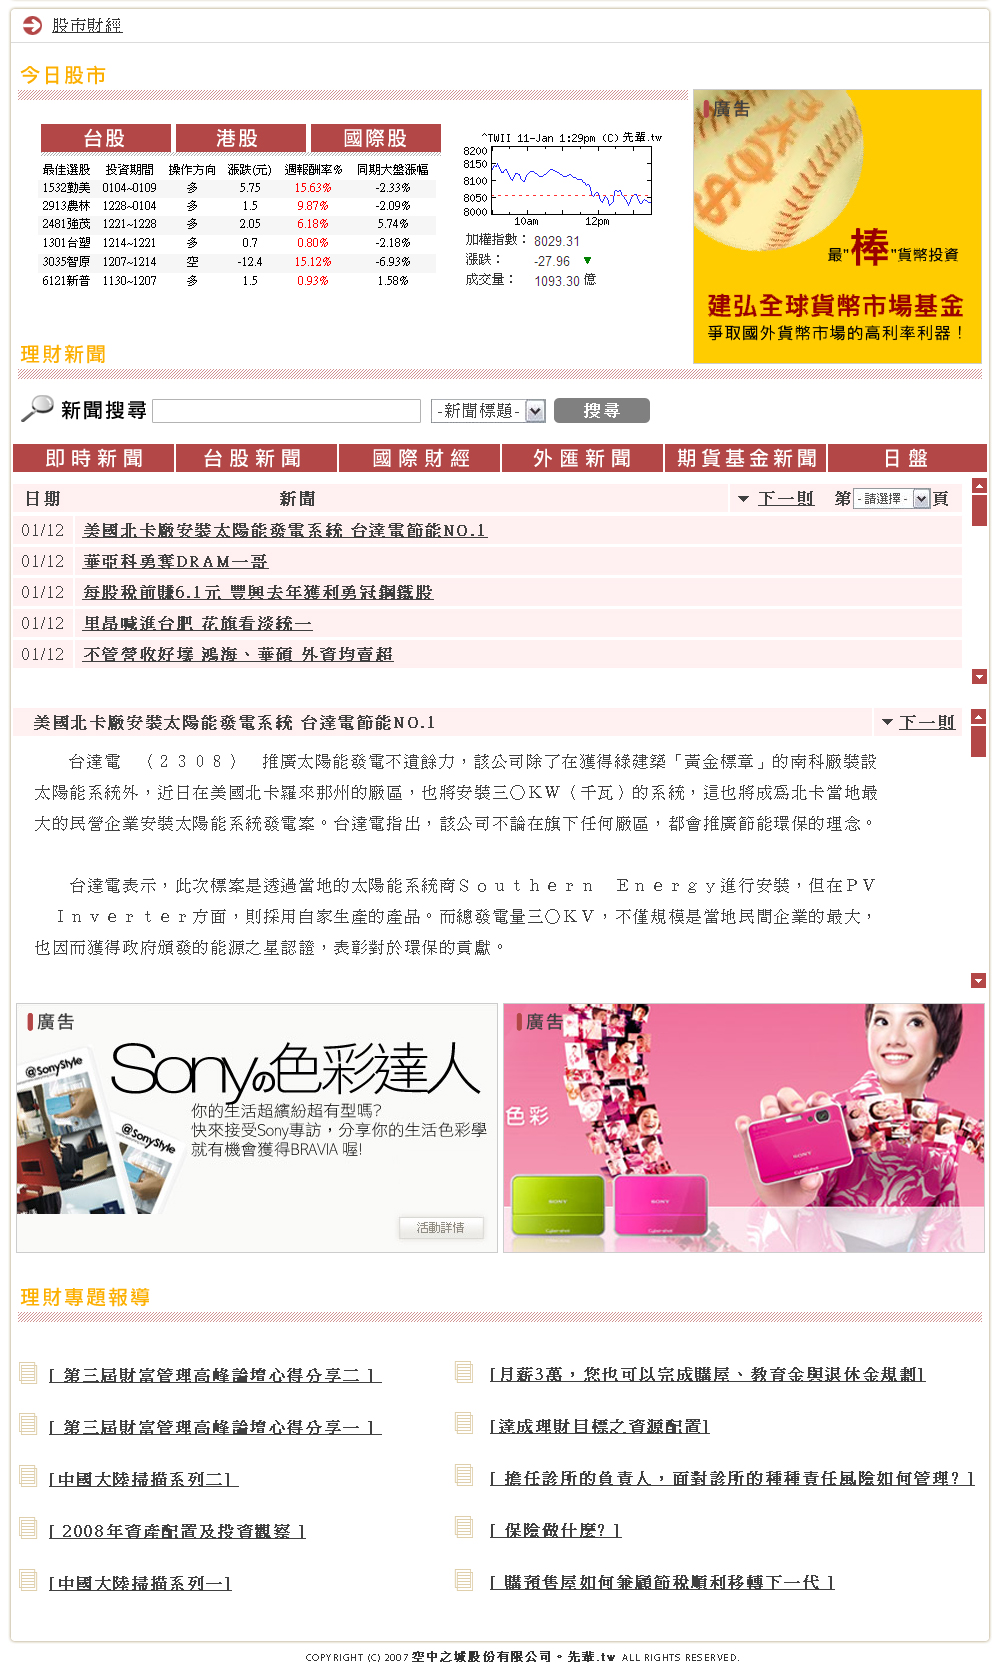 股市財經
今日股市
廣告
台股 港股 國際股
^TWII 11-Jan 1:29pm (C) 先華.tw
最佳選股 投資期間 操作方向 漲跌(元) 週報酬率% 同期大盤漲幅
1532勤美 0104~0109 多 5.75 15.63% -2.33%
2913農林 1228~0104 多 1.5 9.87% -2.09%
2481強茂 1221~1228 多 2.05 6.18% 5.74%
1301台塑 1214~1221 多 0.7 0.80% -2.18%
3035智原 1207~1214 空 -12.4 15.12% -6.93%
6121新普 1130~1207 多 1.5 0.93% 1.58%
8200
8150
8100
8050
8000
10am 12pm
加權指數： 8029.31
漲跌： -27.96 ▼
成交量： 1093.30 億
最"棒"貨幣投資
建弘全球貨幣市場基金
爭取國外貨幣市場的高利率利器！
理財新聞
新聞搜尋 -新聞標題- 搜尋
即時新聞 台股新聞 國際財經 外匯新聞 期貨基金新聞 日盤
日期 新聞 ▼ 下一則 第 -請選擇- 頁
01/12 美國北卡廠安裝太陽能發電系統 台達電節能NO.1
01/12 華亞科勇奪DRAM一哥
01/12 每股稅前賺6.1元 豐興去年獲利勇冠鋼鐵股
01/12 里昂喊進台肥 花旗看淡統一
01/12 不管營收好壞 鴻海、華碩 外資均賣超
美國北卡廠安裝太陽能發電系統 台達電節能NO.1 ▼ 下一則
台達電 （２３０８） 推廣太陽能發電不遺餘力，該公司除了在獲得綠建築「黃金標章」的南科廠裝設
太陽能系統外，近日在美國北卡羅來那州的廠區，也將安裝三○KW（千瓦）的系統，這也將成為北卡當地最
大的民營企業安裝太陽能系統發電案。台達電指出，該公司不論在旗下任何廠區，都會推廣節能環保的理念。
台達電表示，此次標案是透過當地的太陽能系統商Ｓｏｕｔｈｅｒｎ　Ｅｎｅｒｇｙ進行安裝，但在ＰＶ
Ｉｎｖｅｒｔｅｒ方面，則採用自家生產的產品。而總發電量三○ＫＶ，不僅規模是當地民間企業的最大，
也因而獲得政府頒發的能源之星認證，表彰對於環保的貢獻。
廣告
Sonyの色彩達人
@SonyStyle
@SonyStyle
你的生活超繽紛超有型嗎?
快來接受Sony專訪，分享你的生活色彩學
就有機會獲得BRAVIA 喔!
活動詳情
廣告
色彩
SONY
Cyber-shot
SONY
Cyber-shot
SONY
Cyber-shot
理財專題報導
[ 第三屆財富管理高峰論壇心得分享二 ] [月薪3萬，您也可以完成購屋、教育金與退休金規劃]
[ 第三屆財富管理高峰論壇心得分享一 ] [達成理財目標之資源配置]
[中國大陸掃描系列二] [ 擔任診所的負責人，面對診所的種種責任風險如何管理? ]
[ 2008年資產配置及投資觀察 ] [ 保險做什麼? ]
[中國大陸掃描系列一] [ 購預售屋如何兼顧節稅順利移轉下一代 ]
COPYRIGHT (C) 2007 空中之城股份有限公司。先華.tw ALL RIGHTS RESERVED.